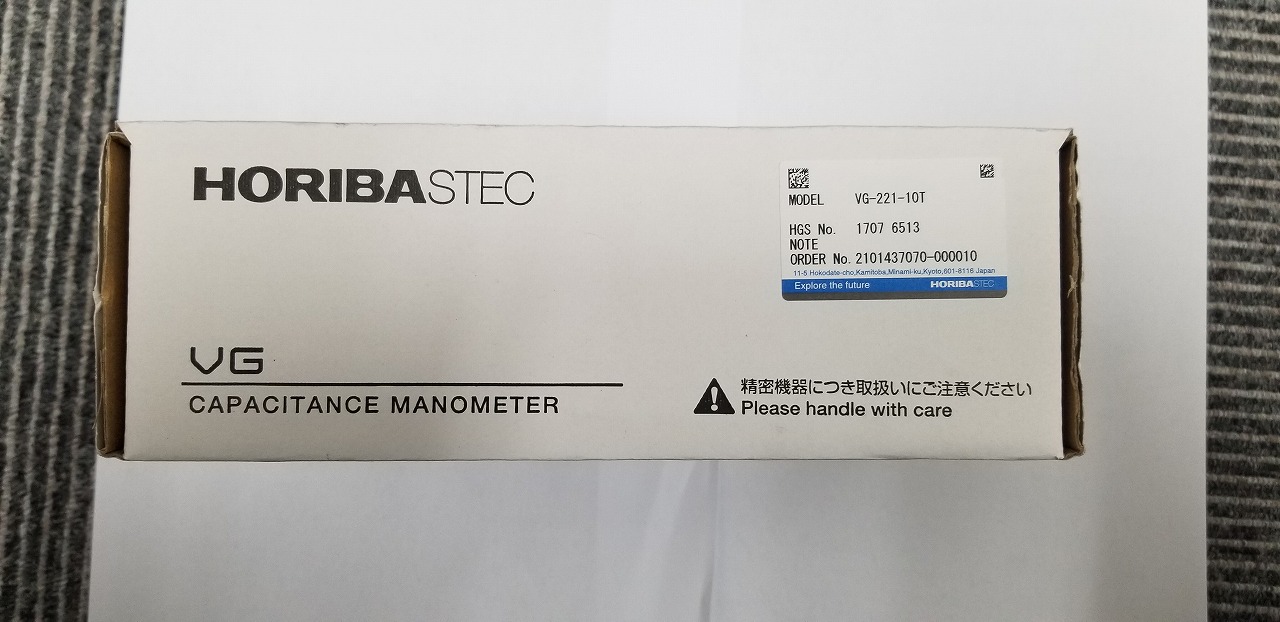 HORIBASTEC
MODEL VG-221-10T
HGS No. 1707 6513
NOTE
ORDER No. 2101437070-000010
11-5 Hokodate-cho,Kamitoba,Minami-ku,Kyoto,601-8116 Japan
Explore the future HORIBASTEC
VG
CAPACITANCE MANOMETER
精密機器につき取扱いにご注意ください
Please handle with care